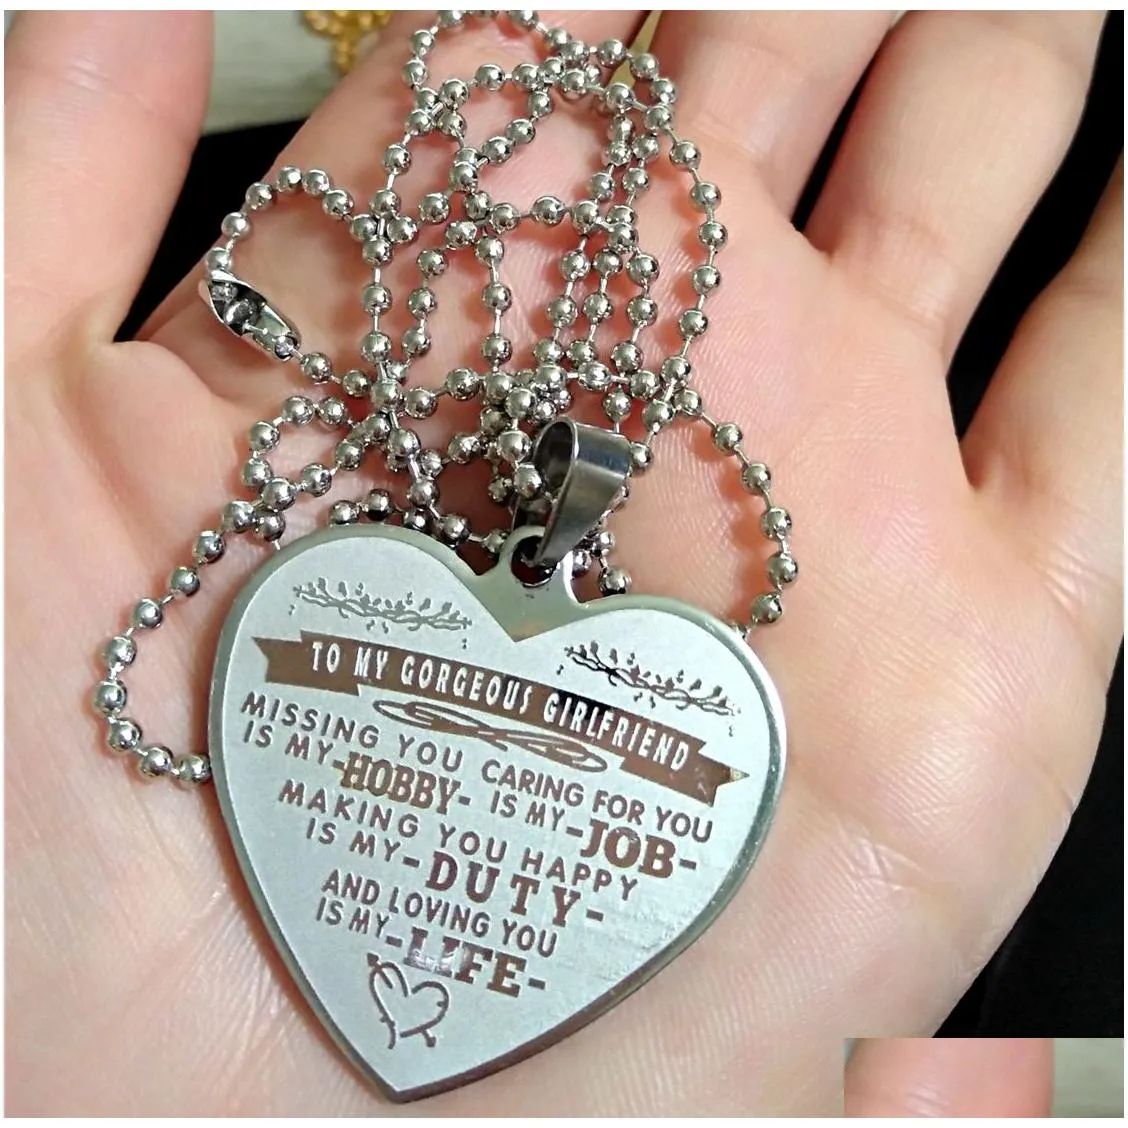 TO MY GORGEOUS GIRLFRIEND
MISSING YOU
IS MY-HOBBY-
CARING FOR YOU
IS MY-JOB-
MAKING YOU HAPPY
IS MY-DUTY-
AND LOVING YOU
IS MY-LIFE-